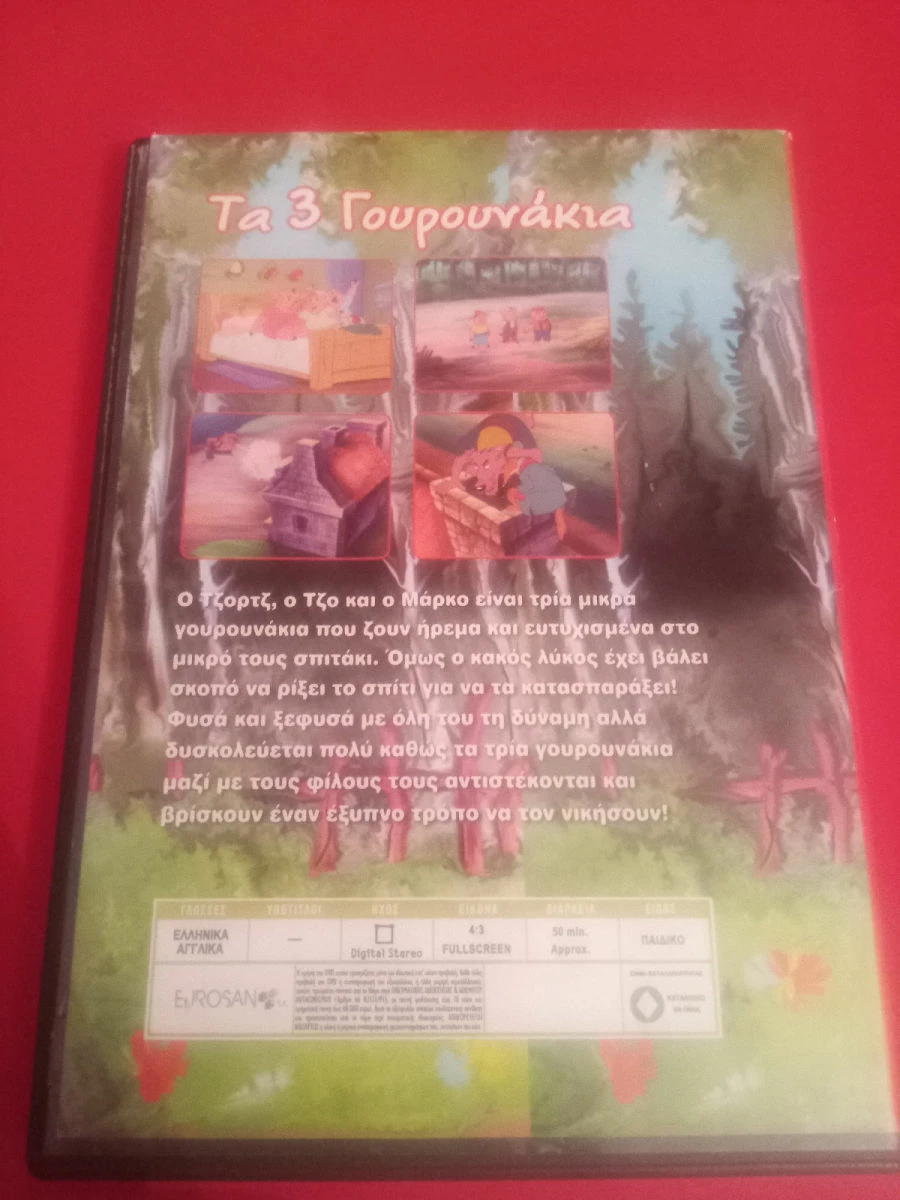 Τα 3 Γουρουνάκια
Ο Τζορτζ, ο Τζο και ο Μάρκο είναι τρία μικρα
γουρουνάκια που ζουν ήρεμα και ευτυχισμένα στο
μικρό τους σπιτάκι. Όμως ο κακός λύκος έχει βάλει
σκοπό να ρίξει το σπίτι για να τα κατασπαράξει!
Φυσά και ξεφυσά με όλη του τη δύναμη αλλά
δυσκολεύεται πολύ καθώς τα τρία γουρουνάκια
μαζί με τους φίλους τους αντιστέκονται και
βρίσκουν έναν έξυπνο τρόπο να τον νικήσουν!
ΓΛΩΣΣΕΣ ΥΠΟΤΙΤΛΟΙ ΗΧΟΣ ΕΙΚΟΝΑ ΔΙΑΡΚΕΙΑ ΕΙΔΟΣ
ΕΛΛΗΝΙΚΑ
ΑΓΓΛΙΚΑ
—
Digital Stereo
4:3
FULLSCREEN
50 min.
Approx.
ΠΑΙΔΙΚΟ
ΣΗΜΑ ΚΑΤΑΛΛΗΛΟΤΗΤΑΣ
ΚΑΤΑΛΛΗΛΟ
ΓΙΑ ΟΛΟΥΣ